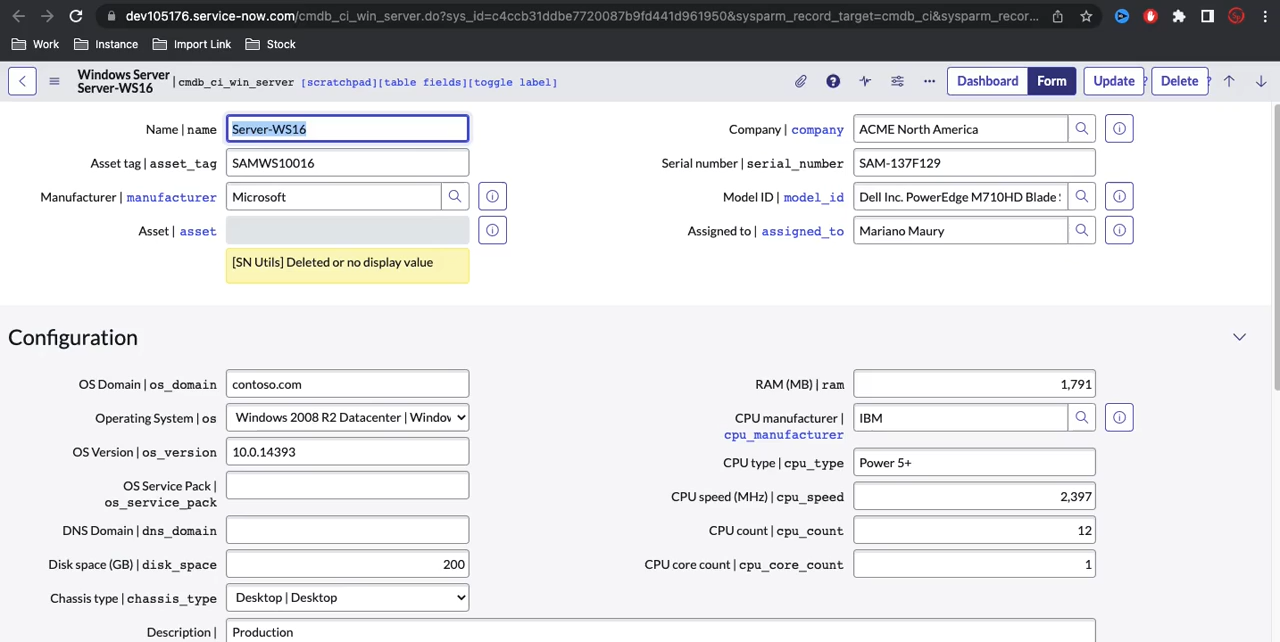 dev105176.service-now.com/cmdb_ci_win_server.do?sys_id=c4ccb31ddbe7720087b9fd441d961950&sysparm_record_target=cmdb_ci&sysparm_recor...
Work Instance Import Link Stock
Windows Server
Server-WS16
| cmdb_ci_win_server [scratchpad][table fields][toggle label]
Dashboard Form Update Delete
Name | name Server-WS16
Company | company ACME North America
Asset tag | asset_tag SAMWS10016
Serial number | serial_number SAM-137F129
Manufacturer | manufacturer Microsoft
Model ID | model_id Dell Inc. PowerEdge M710HD Blade
Asset | asset
Assigned to | assigned_to Mariano Maury
[SN Utils] Deleted or no display value
Configuration
OS Domain | os_domain contoso.com
RAM (MB) | ram 1,791
Operating System | os Windows 2008 R2 Datacenter |
CPU manufacturer |
cpu_manufacturer
IBM
OS Version | os_version 10.0.14393
CPU type | cpu_type Power 5+
OS Service Pack |
os_service_pack
CPU speed (MHz) | cpu_speed 2,397
DNS Domain | dns_domain
CPU count | cpu_count 12
Disk space (GB) | disk_space 200
CPU core count | cpu_core_count 1
Chassis type | chassis_type Desktop | Desktop
Description | Production